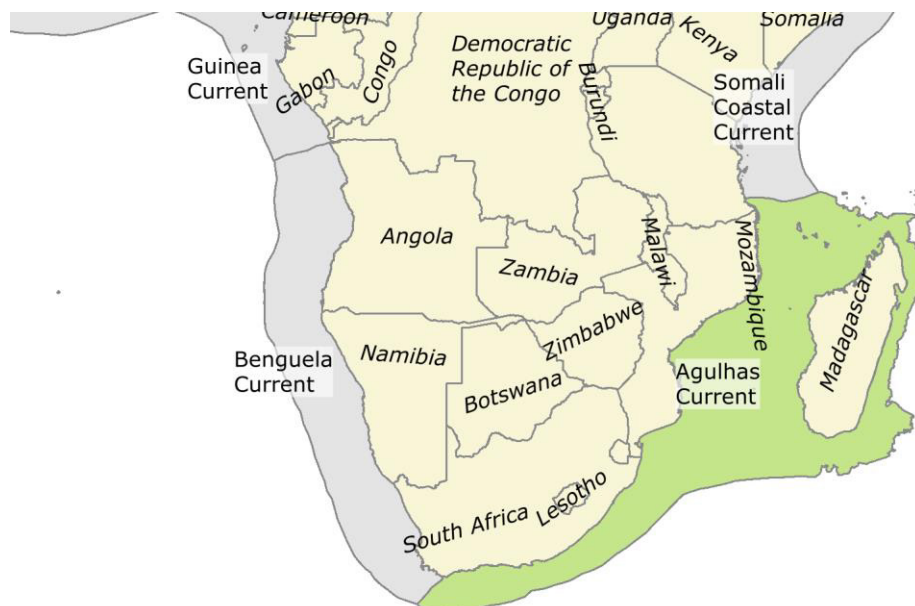 Cameroon
Uganda
Somalia
Kenya
Guinea
Current
Gabon
Congo
Democratic
Republic of
the Congo
Burundi
Somali
Coastal
Current
Angola
Zambia
Malawi
Mozambique
Madagascar
Benguela
Current
Namibia
Botswana
Zimbabwe
Agulhas
Current
South Africa
Lesotho